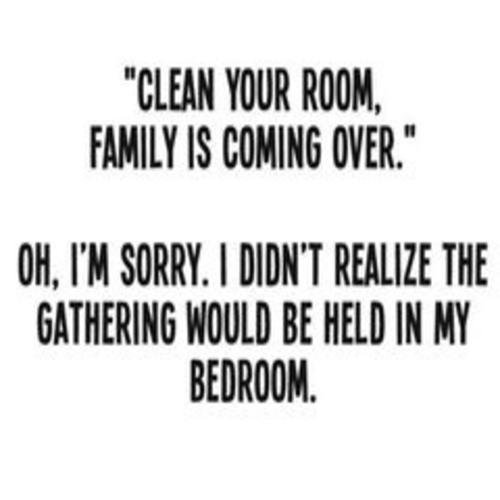 "CLEAN YOUR ROOM,
FAMILY IS COMING OVER."
OH, I'M SORRY. I DIDN'T REALIZE THE
GATHERING WOULD BE HELD IN MY
BEDROOM.